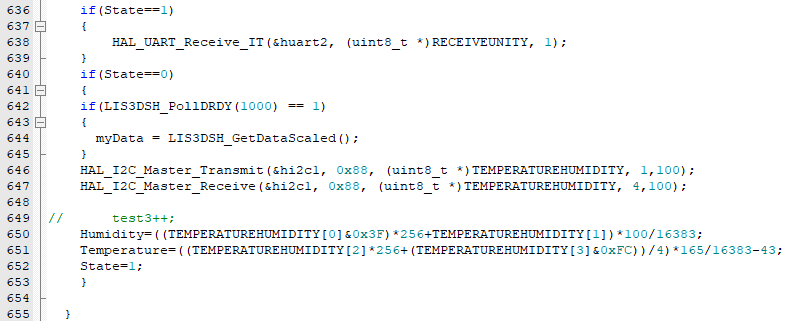 636 if(State==1)
637 {
638 HAL_UART_Receive_IT(&huart2, (uint8_t *)RECEIVEUNITY, 1);
639 }
640 if(State==0)
641 {
642 if(LIS3DSH_PollDRDY(1000) == 1)
643 {
644 myData = LIS3DSH_GetDataScaled();
645 }
646 HAL_I2C_Master_Transmit(&hi2c1, 0x88, (uint8_t *)TEMPERATUREHUMIDITY, 1,100);
647 HAL_I2C_Master_Receive(&hi2c1, 0x88, (uint8_t *)TEMPERATUREHUMIDITY, 4,100);
648
649 // test3++;
650 Humidity=((TEMPERATUREHUMIDITY[0]&0x3F)*256+TEMPERATUREHUMIDITY[1])*100/16383;
651 Temperature=((TEMPERATUREHUMIDITY[2]*256+(TEMPERATUREHUMIDITY[3]&0xFC))/4)*165/16383-43;
652 State=1;
653 }
654
655 }